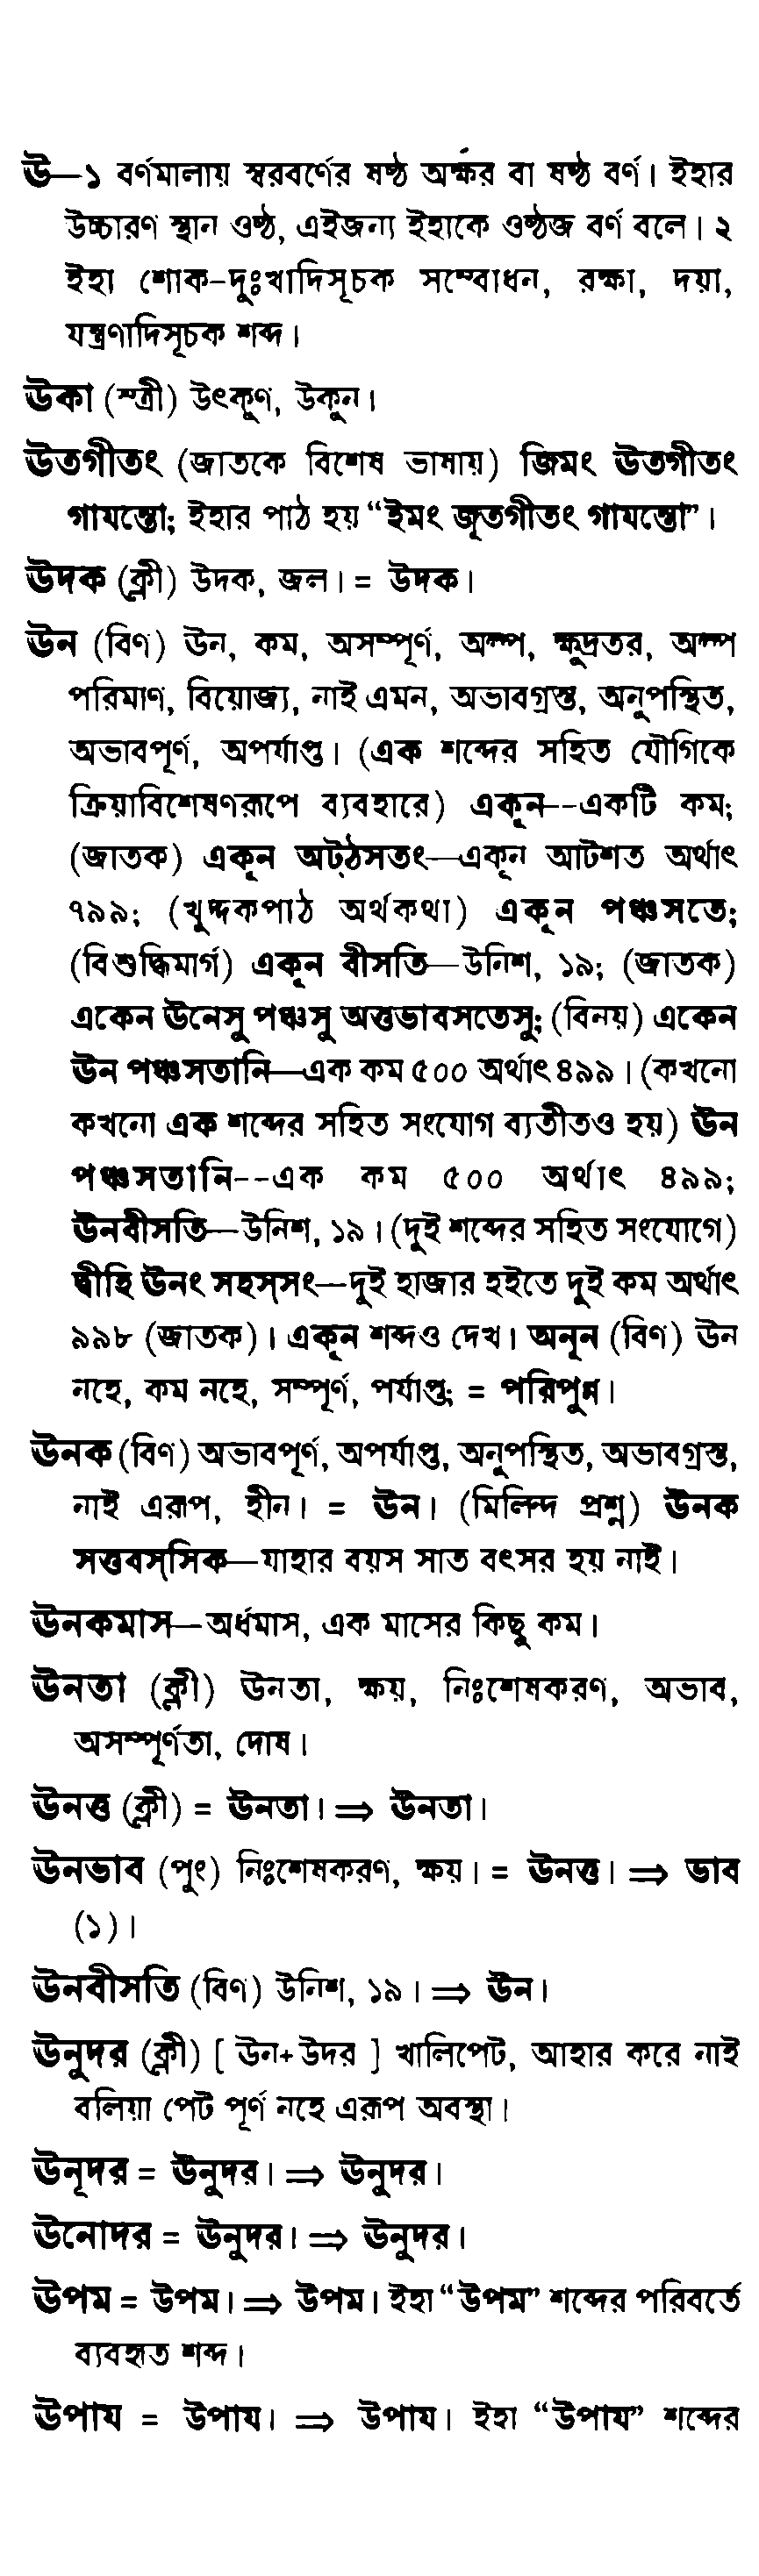 ঊ—১ বর্ণমালায় স্বরবর্ণের ষষ্ঠ অক্ষর বা ষষ্ঠ বর্ণ। ইহার
উচ্চারণ স্থান ওষ্ঠ, এইজন্য ইহাকে ওষ্ঠজ বর্ণ বলে। ২
ইহা শোক-দুঃখাদিসূচক সম্বোধন, রক্ষা, দয়া,
যন্ত্রণাদিসূচক শব্দ।
ঊকা (স্ত্রী) উৎকূণ, উকুন।
ঊতগীতং (জাতকে বিশেষ ভাষায়) জিমং ঊতগীতং
গাযন্তো; ইহার পাঠ হয় “ইমং জূতগীতং গাযন্তো”।
ঊদক (ক্লী) উদক, জল। = উদক।
ঊন (বিণ) ঊন, কম, অসম্পূর্ণ, অল্প, ক্ষুদ্রতর, অল্প
পরিমাণ, বিয়োজ্য, নাই এমন, অভাবগ্রস্ত, অনুপস্থিত,
অভাবপূর্ণ, অপর্যাপ্ত। (এক শব্দের সহিত যৌগিকে
ক্রিয়াবিশেষণরূপে ব্যবহারে) একূন--একটি কম;
(জাতক) একূন অট্ঠসতং—একূন আটশত অর্থাৎ
৭৯৯; (খুদ্দকপাঠ অর্থকথা) একূন পঞ্চসতে;
(বিশুদ্ধিমার্গ) একূন বীসতি—উনিশ, ১৯; (জাতক)
একেন ঊনেসু পঞ্চসু অত্তভাবসতেসু; (বিনয়) একেন
ঊন পঞ্চসতানি—এক কম ৫০০ অর্থাৎ ৪৯৯। (কখনো
কখনো এক শব্দের সহিত সংযোগ ব্যতীতও হয়) ঊন
পঞ্চসতানি--এক কম ৫০০ অর্থাৎ ৪৯৯;
ঊনবীসতি—উনিশ, ১৯। (দুই শব্দের সহিত সংযোগে)
দ্বীহি ঊনং সহস্সং—দুই হাজার হইতে দুই কম অর্থাৎ
৯৯৮ (জাতক)। একূন শব্দও দেখ। অনূন (বিণ) ঊন
নহে, কম নহে, সম্পূর্ণ, পর্যাপ্ত; = পরিপুন্ন।
ঊনক (বিণ) অভাবপূর্ণ, অপর্যাপ্ত, অনুপস্থিত, অভাবগ্রস্ত,
নাই এরূপ, হীন। = ঊন। (মিলিন্দ প্রশ্ন) ঊনক
সত্তবস্সিক—যাহার বয়স সাত বৎসর হয় নাই।
ঊনকমাস—অর্ধমাস, এক মাসের কিছু কম।
ঊনতা (ক্লী) ঊনতা, ক্ষয়, নিঃশেষকরণ, অভাব,
অসম্পূর্ণতা, দোষ।
ঊনত্ত (ক্লী) = ঊনতা। ⇒ ঊনতা।
ঊনভাব (পুং) নিঃশেষকরণ, ক্ষয়। = ঊনত্ত। ⇒ ভাব
(১)।
ঊনবীসতি (বিণ) উনিশ, ১৯। ⇒ ঊন।
ঊনুদর (ক্লী) [ ঊন+উদর ] খালিপেট, আহার করে নাই
বলিয়া পেট পূর্ণ নহে এরূপ অবস্থা।
ঊনূদর = ঊনুদর। ⇒ ঊনুদর।
ঊনোদর = ঊনুদর। ⇒ ঊনুদর।
ঊপম = উপম। ⇒ উপম। ইহা “উপম” শব্দের পরিবর্তে
ব্যবহৃত শব্দ।
ঊপায = উপায। ⇒ উপায। ইহা “উপায” শব্দের